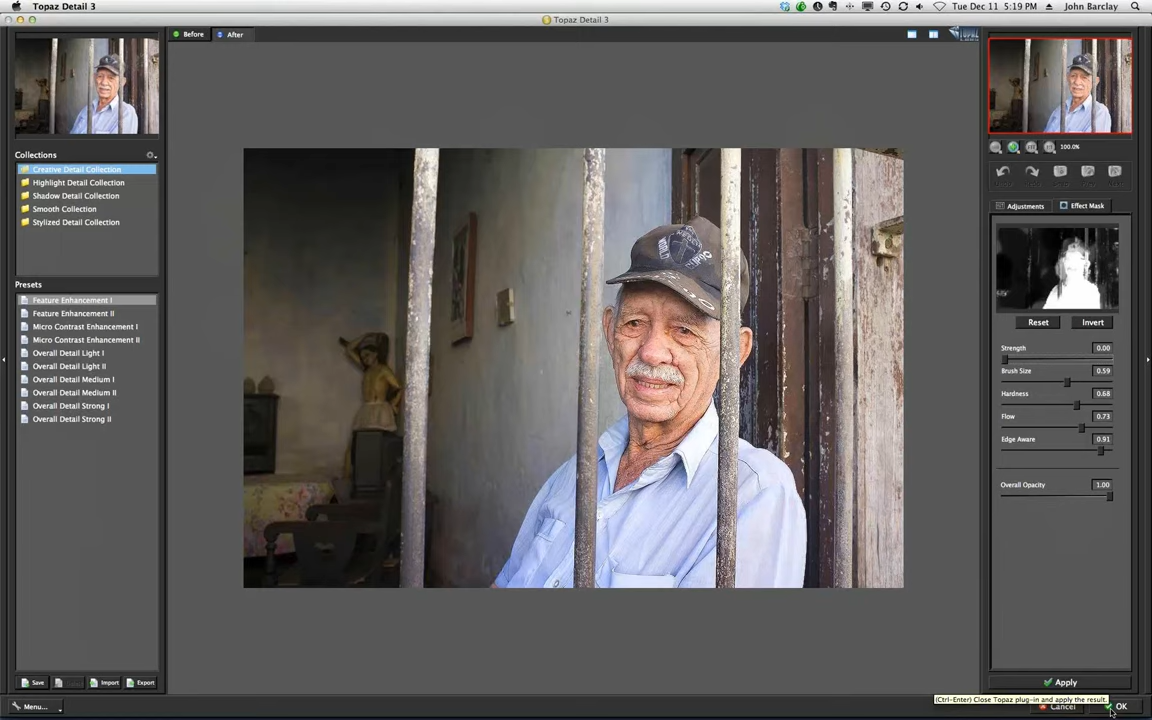 Topaz Detail 3
Tue Dec 11 5:19 PM
John Barclay
Topaz Detail 3
Before
After
TOPAZ
Collections
Creative Detail Collection
Highlight Detail Collection
Shadow Detail Collection
Smooth Collection
Stylized Detail Collection
Presets
Feature Enhancement I
Feature Enhancement II
Micro Contrast Enhancement I
Micro Contrast Enhancement II
Overall Detail Light I
Overall Detail Light II
Overall Detail Medium I
Overall Detail Medium II
Overall Detail Strong I
Overall Detail Strong II
Save
Import
Export
Menu...
100.0%
Adjustments
Effect Mask
Reset
Invert
Strength 0.00
Brush Size 0.59
Hardness 0.68
Flow 0.73
Edge Aware 0.91
Overall Opacity 1.00
Apply
(Ctrl-Enter) Close Topaz plug-in and apply the result.
Cancel
OK